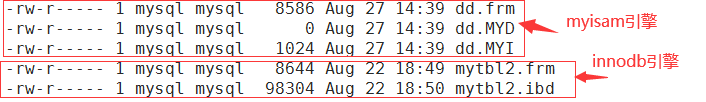 -rw-r----- 1 mysql mysql  8586 Aug 27 14:39 dd.frm
-rw-r----- 1 mysql mysql     0 Aug 27 14:39 dd.MYD
-rw-r----- 1 mysql mysql  1024 Aug 27 14:39 dd.MYI
myisam引擎
-rw-r----- 1 mysql mysql  8644 Aug 22 18:49 mytbl2.frm
-rw-r----- 1 mysql mysql 98304 Aug 22 18:50 mytbl2.ibd
innodb引擎